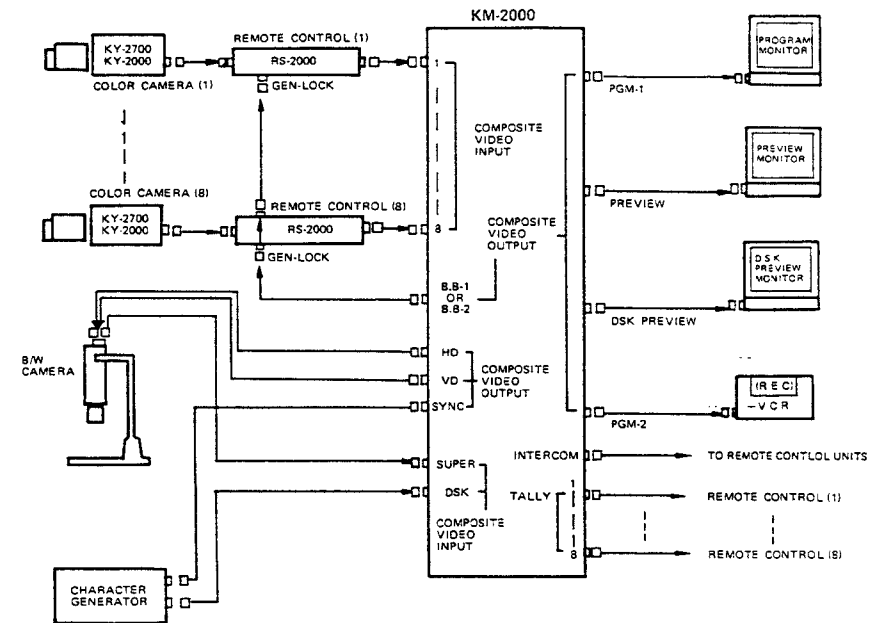 KM-2000
KY-2700
KY-2000
COLOR CAMERA (1)
REMOTE CONTROL (1)
RS-2000
GEN-LOCK
COLOR CAMERA (8)
KY-2700
KY-2000
REMOTE CONTROL (8)
RS-2000
GEN-LOCK
B/W
CAMERA
CHARACTER
GENERATOR
1
COMPOSITE
VIDEO
INPUT
8
COMPOSITE
VIDEO
OUTPUT
B.B-1
OR
B.B-2
HD
VD
SYNC
COMPOSITE
VIDEO
OUTPUT
SUPER
DSK
COMPOSITE
VIDEO
INPUT
INTERCOM
TALLY
1
8
PROGRAM
MONITOR
PGM-1
PREVIEW
MONITOR
PREVIEW
D.S.K
PREVIEW
MONITOR
DSK PREVIEW
(REC)
VCR
PGM-2
TO REMOTE CONTLOL UNITS
REMOTE CONTROL (1)
REMOTE CONTROL (9)